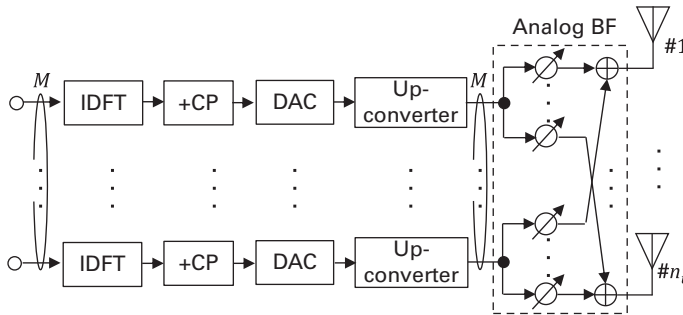 Analog BF
#1
M
IDFT
+CP
DAC
Up-
converter
M
IDFT
+CP
DAC
Up-
converter
#n